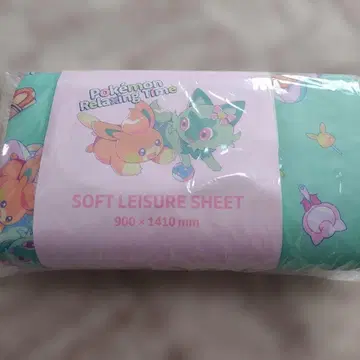 Pokémon
Relaxing Time
SOFT LEISURE SHEET
900 × 1410 mm